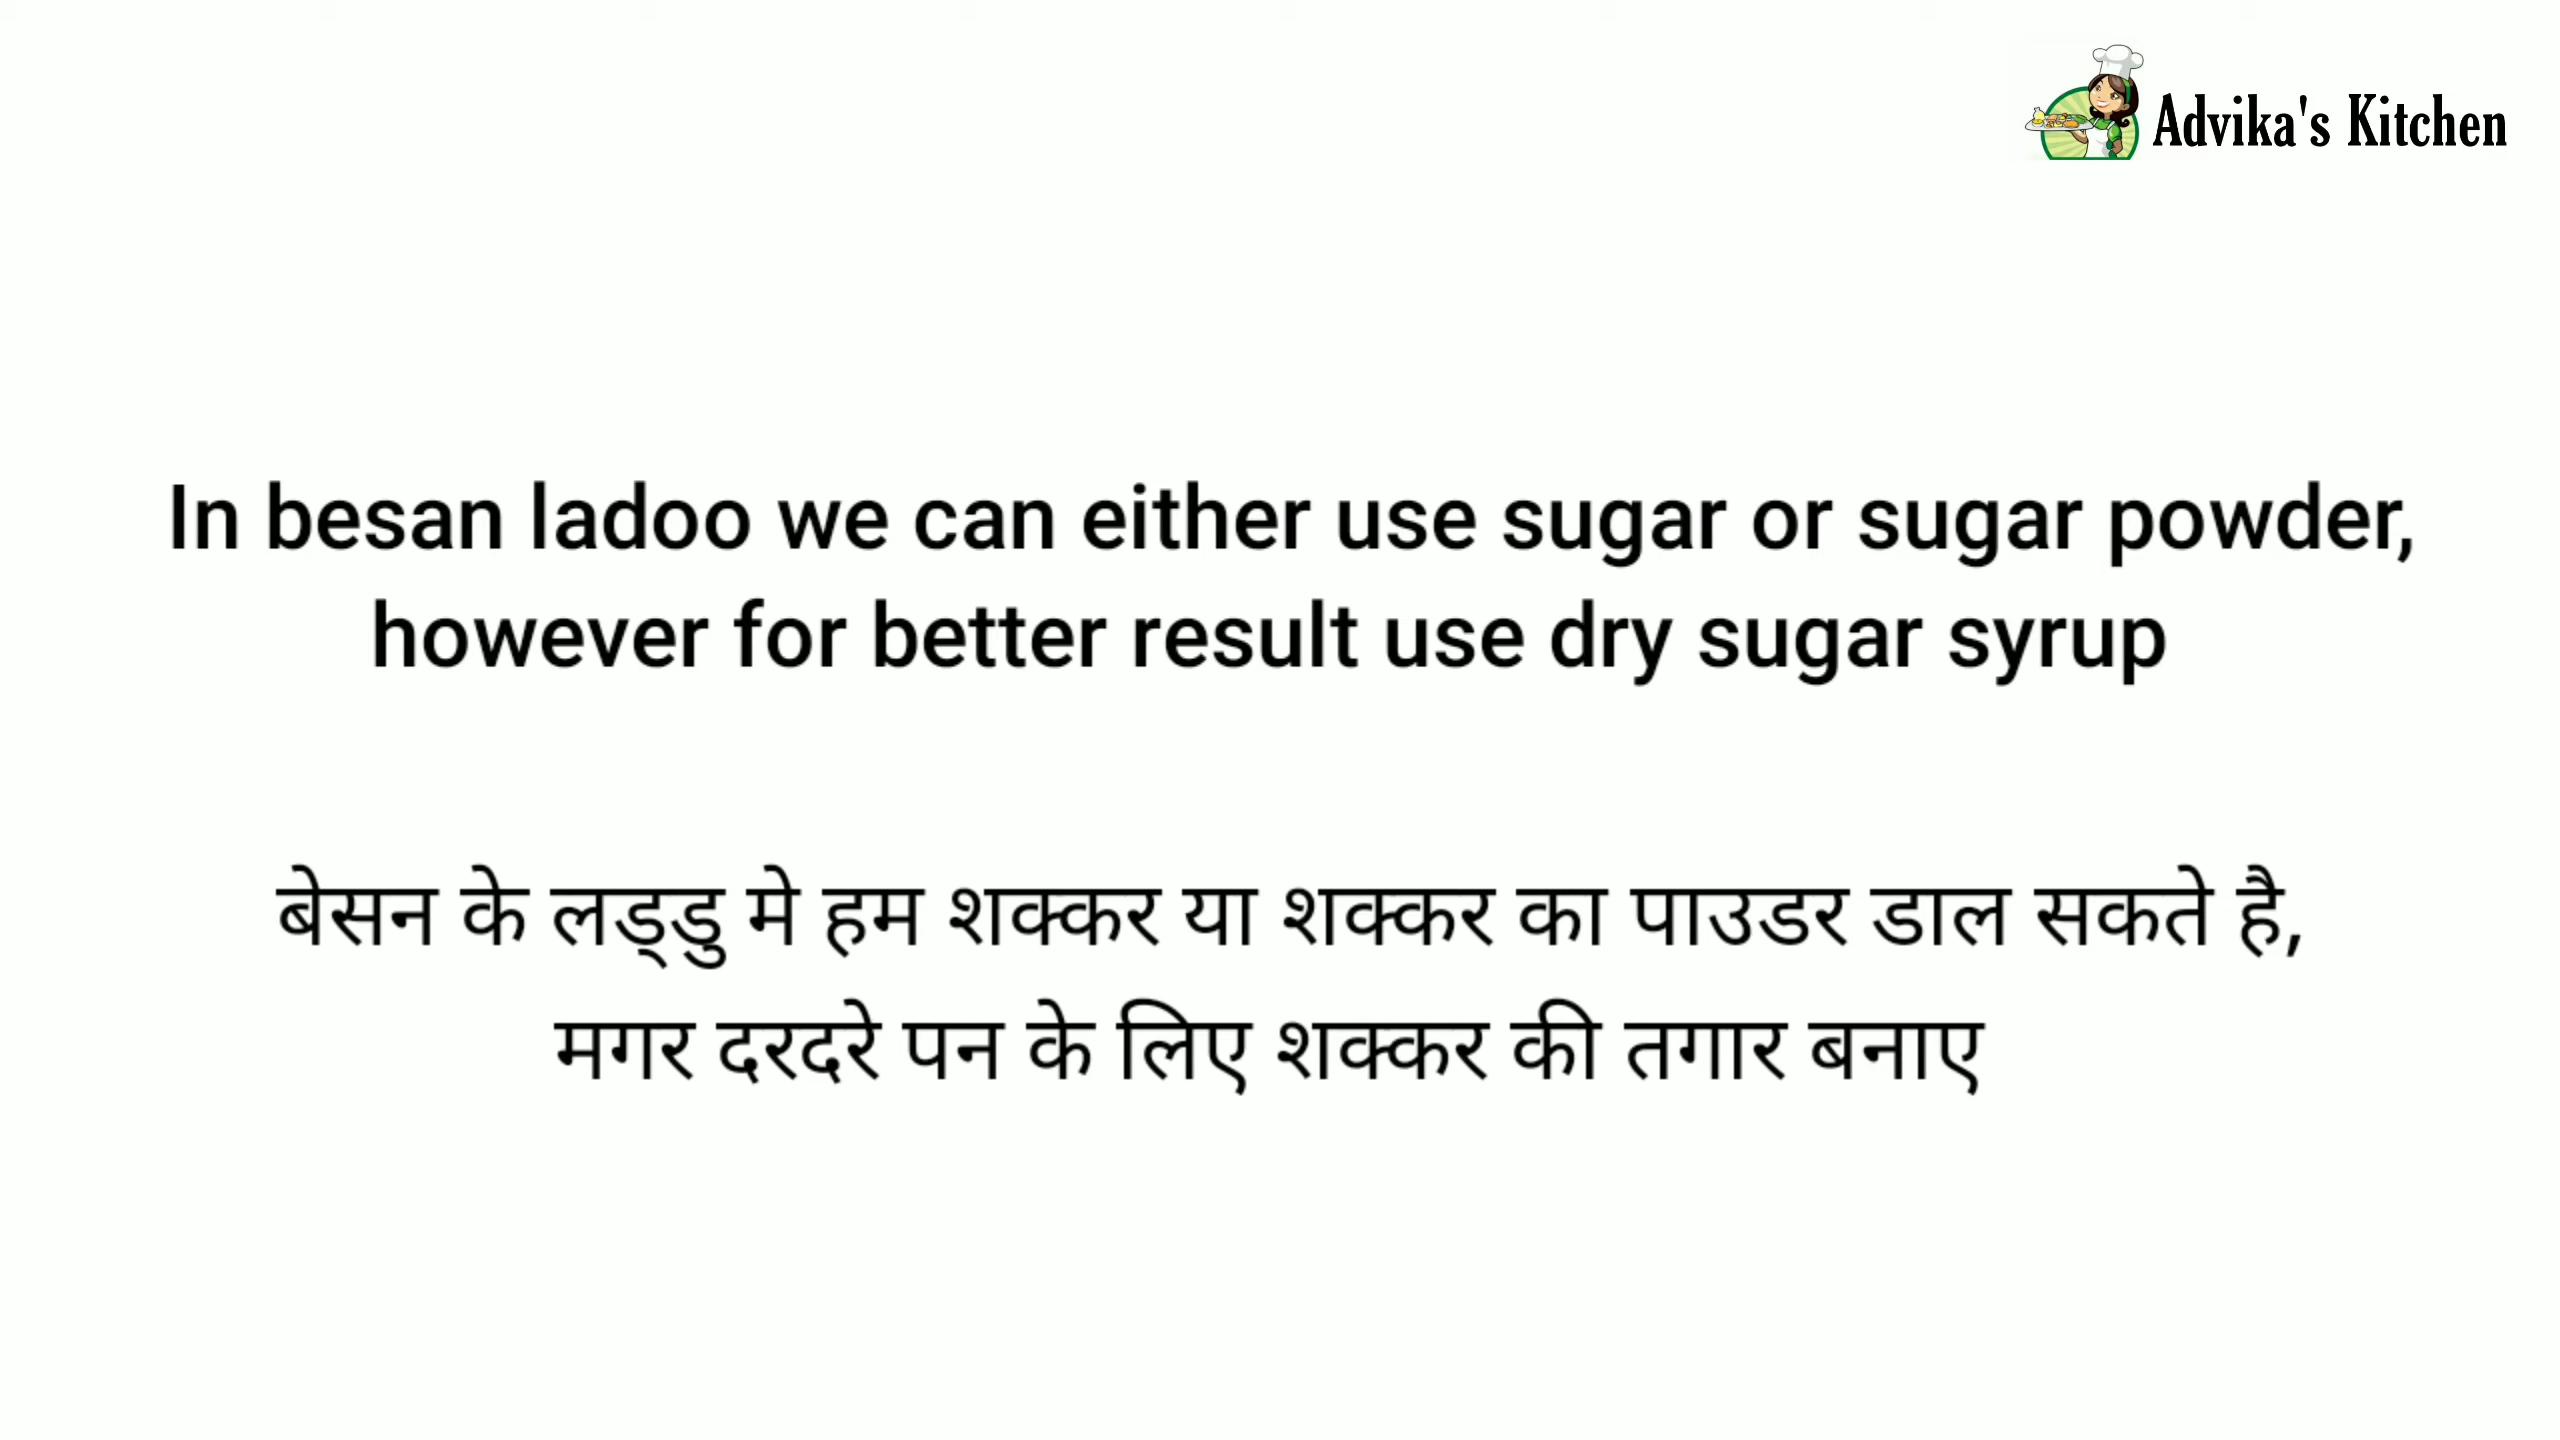 Advika's Kitchen
In besan ladoo we can either use sugar or sugar powder,
however for better result use dry sugar syrup
बेसन के लड्डु मे हम शक्कर या शक्कर का पाउडर डाल सकते है,
मगर दरदरे पन के लिए शक्कर की तगार बनाए